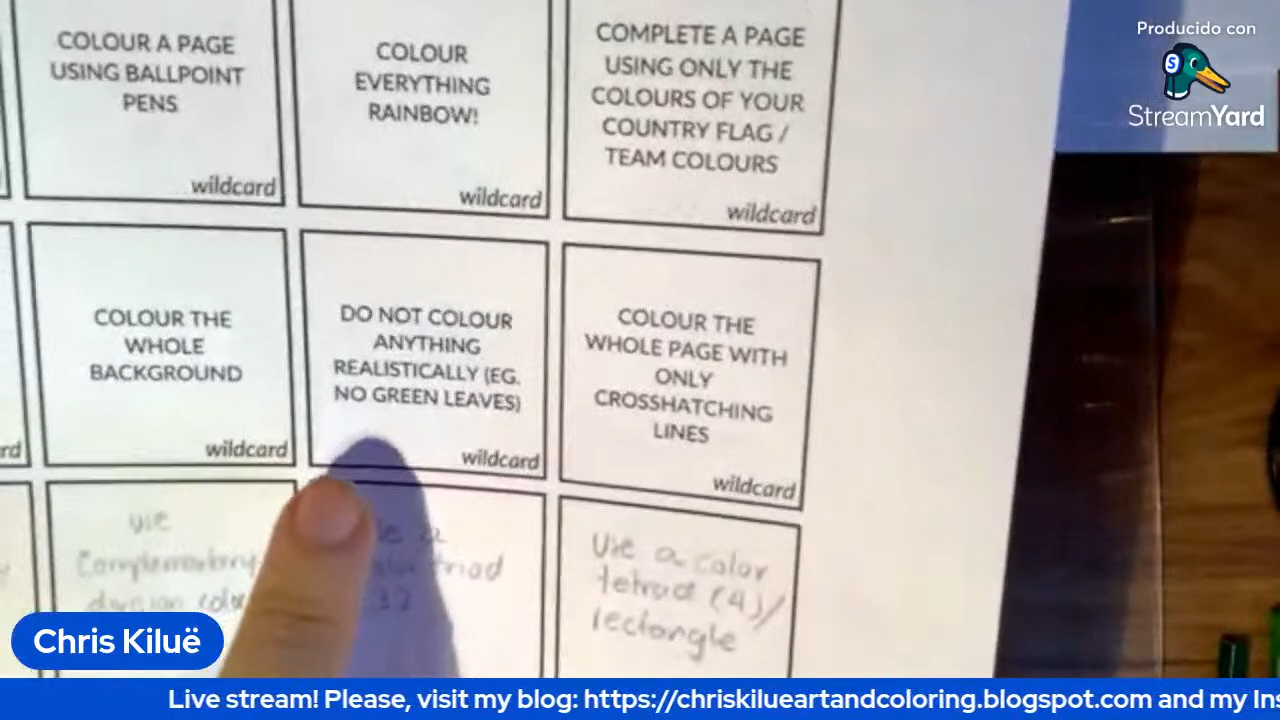 Producido con
StreamYard
COLOUR A PAGE
USING BALLPOINT
PENS
wildcard
COLOUR
EVERYTHING
RAINBOW!
wildcard
COMPLETE A PAGE
USING ONLY THE
COLOURS OF YOUR
COUNTRY FLAG /
TEAM COLOURS
wildcard
rd
COLOUR THE
WHOLE
BACKGROUND
wildcard
DO NOT COLOUR
ANYTHING
REALISTICALLY (EG.
NO GREEN LEAVES)
wildcard
COLOUR THE
WHOLE PAGE WITH
ONLY
CROSSHATCHING
LINES
wildcard
use
Complementary
a
triad
Use a color
tetrad (4)/
rectangle
Chris Kiluë
Live stream! Please, visit my blog: https://chriskilueartandcoloring.blogspot.com and my Ins